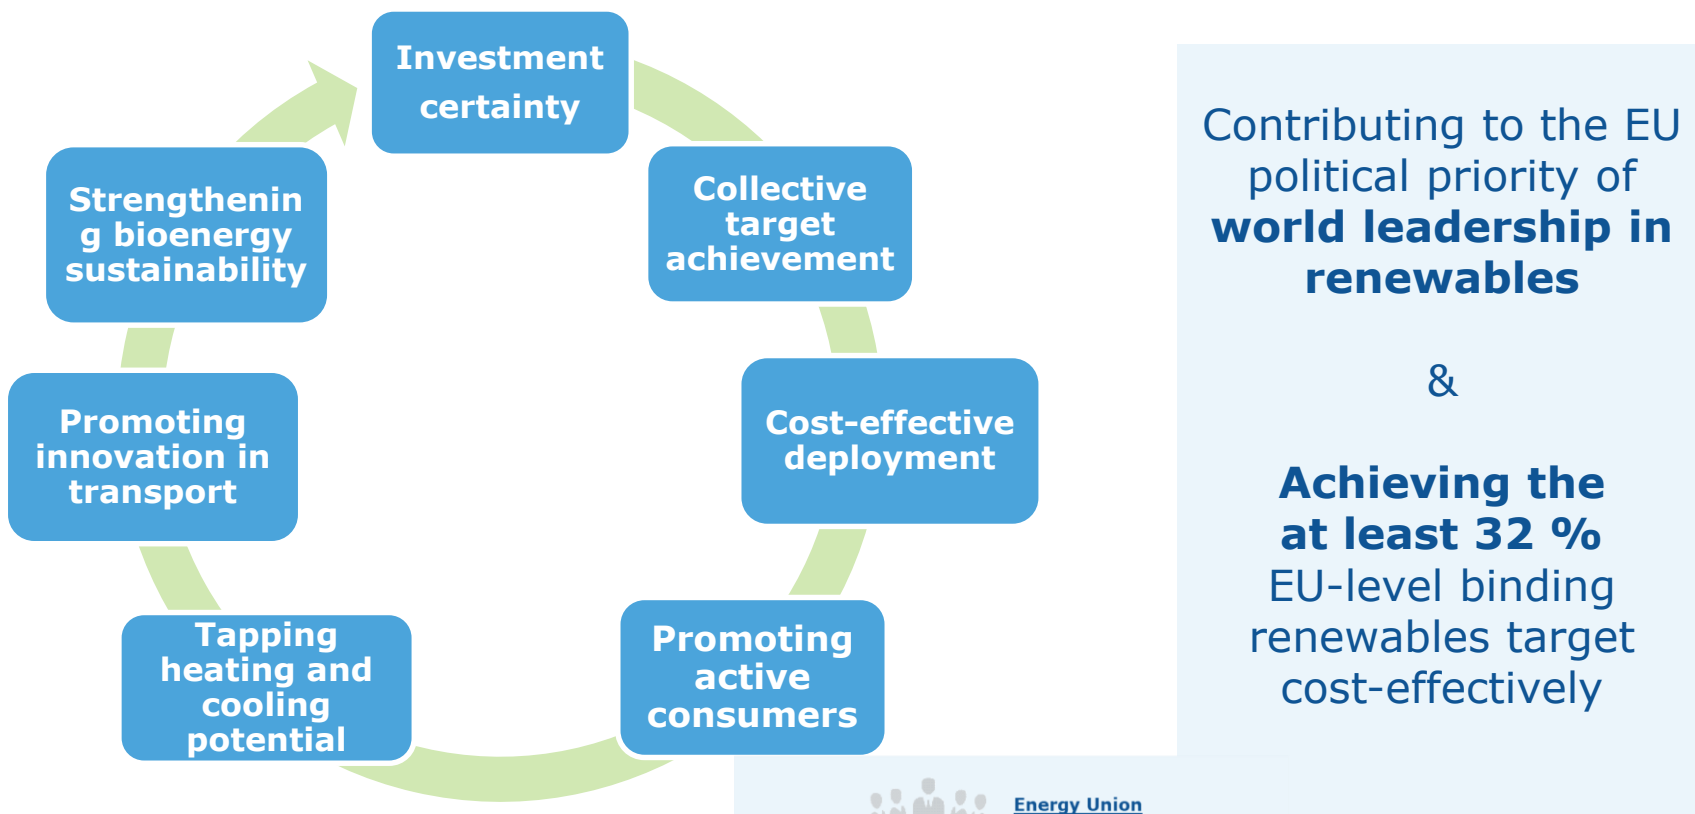 Investment
certainty
Collective
target
achievement
Cost-effective
deployment
Promoting
active
consumers
Tapping
heating and
cooling
potential
Promoting
innovation in
transport
Strengthenin
g bioenergy
sustainability
Contributing to the EU
political priority of
world leadership in
renewables
&
Achieving the
at least 32 %
EU-level binding
renewables target
cost-effectively
Energy Union